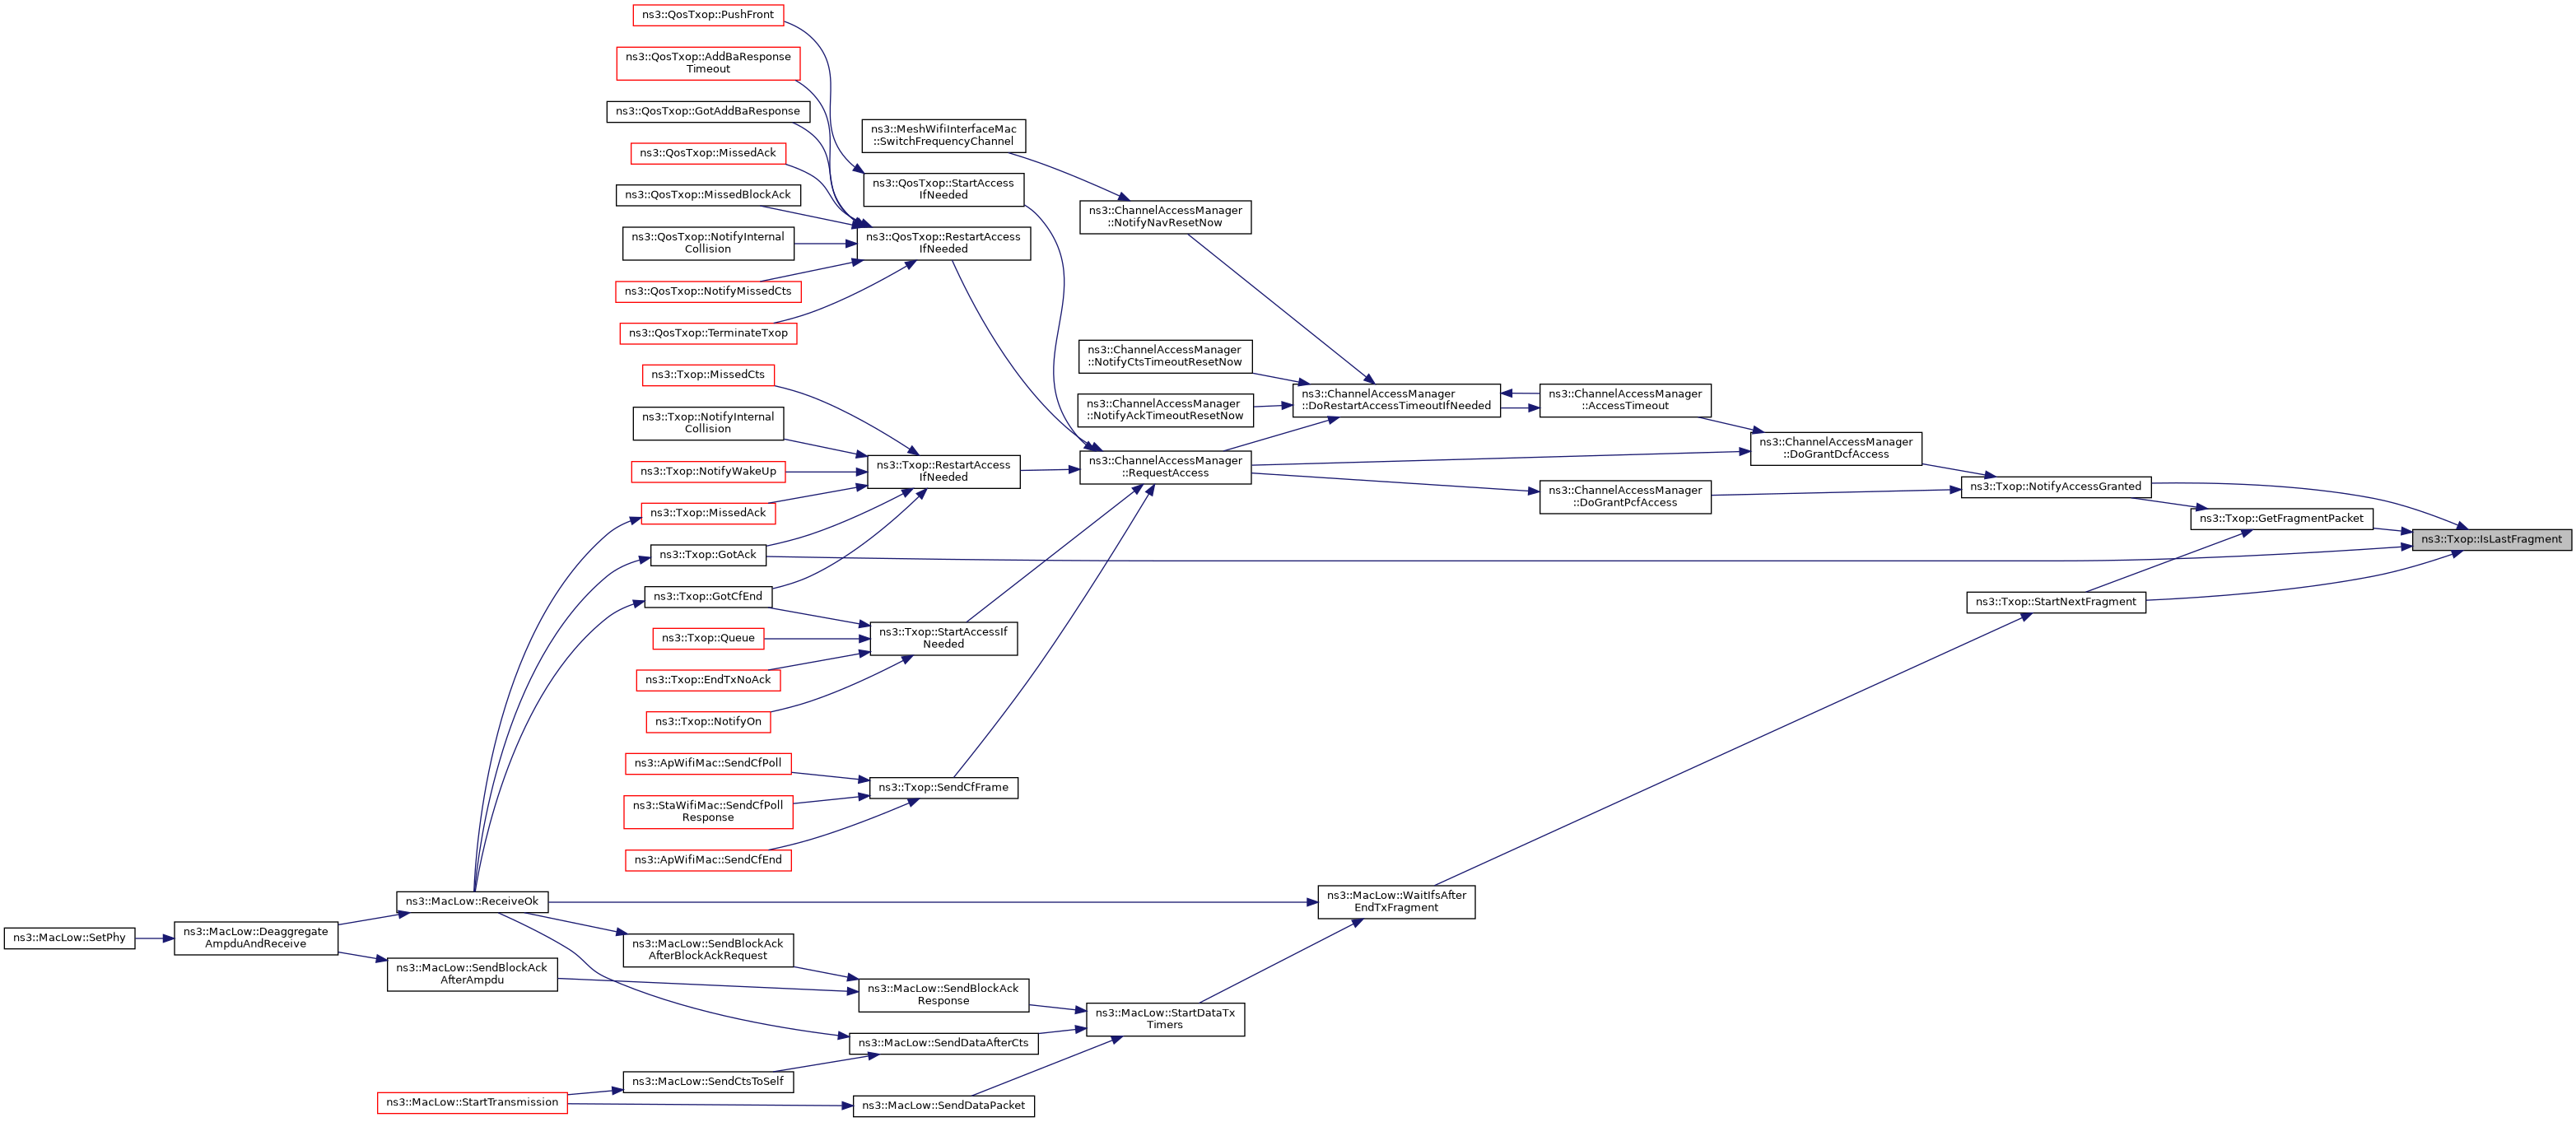 ns3::QosTxop::PushFront
ns3::QosTxop::AddBaResponse
Timeout
ns3::QosTxop::GotAddBaResponse
ns3::QosTxop::MissedAck
ns3::QosTxop::MissedBlockAck
ns3::QosTxop::NotifyInternal
Collision
ns3::QosTxop::NotifyMissedCts
ns3::QosTxop::TerminateTxop
ns3::Txop::MissedCts
ns3::Txop::NotifyInternal
Collision
ns3::Txop::NotifyWakeUp
ns3::Txop::MissedAck
ns3::Txop::GotAck
ns3::Txop::GotCfEnd
ns3::Txop::Queue
ns3::Txop::EndTxNoAck
ns3::Txop::NotifyOn
ns3::ApWifiMac::SendCfPoll
ns3::StaWifiMac::SendCfPoll
Response
ns3::ApWifiMac::SendCfEnd
ns3::MeshWifiInterfaceMac
::SwitchFrequencyChannel
ns3::QosTxop::StartAccess
IfNeeded
ns3::QosTxop::RestartAccess
IfNeeded
ns3::Txop::RestartAccess
IfNeeded
ns3::Txop::StartAccessIf
Needed
ns3::Txop::SendCfFrame
ns3::ChannelAccessManager
::NotifyNavResetNow
ns3::ChannelAccessManager
::NotifyCtsTimeoutResetNow
ns3::ChannelAccessManager
::NotifyAckTimeoutResetNow
ns3::ChannelAccessManager
::RequestAccess
ns3::ChannelAccessManager
::DoRestartAccessTimeoutIfNeeded
ns3::ChannelAccessManager
::AccessTimeout
ns3::ChannelAccessManager
::DoGrantDcfAccess
ns3::ChannelAccessManager
::DoGrantPcfAccess
ns3::Txop::NotifyAccessGranted
ns3::Txop::GetFragmentPacket
ns3::Txop::IsLastFragment
ns3::Txop::StartNextFragment
ns3::MacLow::WaitIfsAfter
EndTxFragment
ns3::MacLow::ReceiveOk
ns3::MacLow::SetPhy
ns3::MacLow::Deaggregate
AmpduAndReceive
ns3::MacLow::SendBlockAck
AfterBlockAckRequest
ns3::MacLow::SendBlockAck
AfterAmpdu
ns3::MacLow::SendBlockAck
Response
ns3::MacLow::StartDataTx
Timers
ns3::MacLow::SendDataAfterCts
ns3::MacLow::SendCtsToSelf
ns3::MacLow::StartTransmission
ns3::MacLow::SendDataPacket